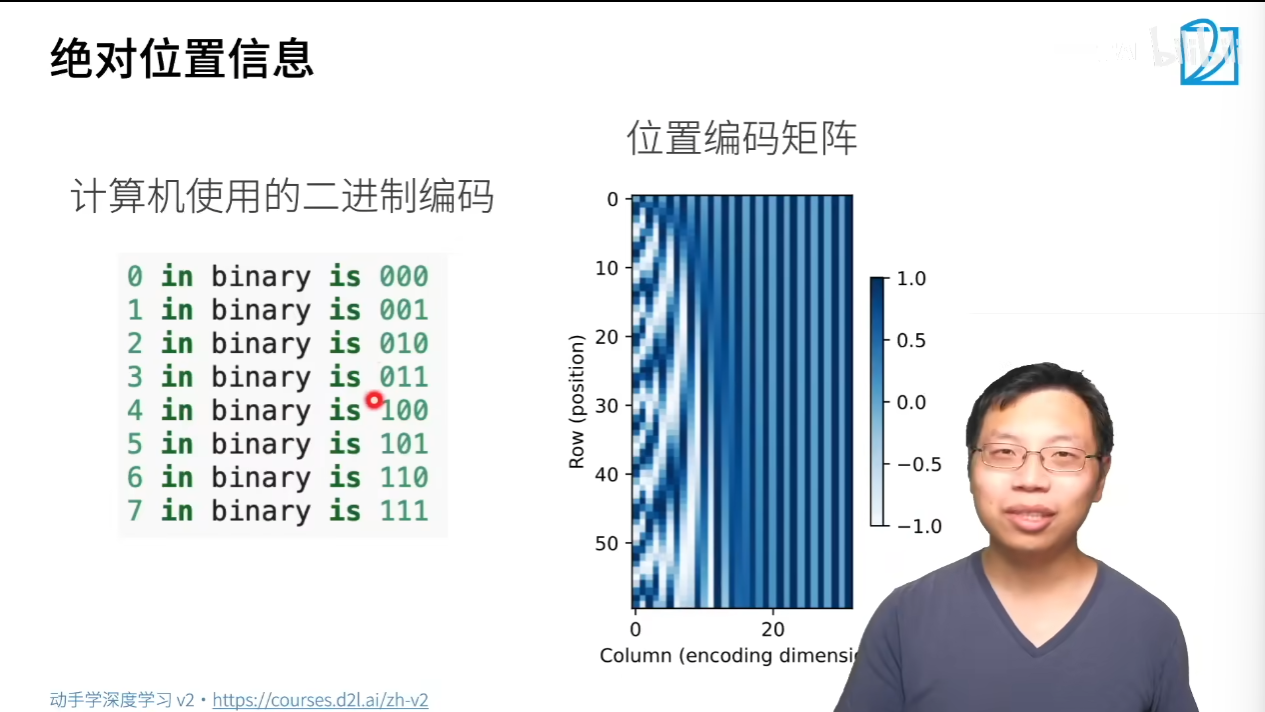 绝对位置信息
bilibili
计算机使用的二进制编码
0 in binary is 000
1 in binary is 001
2 in binary is 010
3 in binary is 011
4 in binary is 100
5 in binary is 101
6 in binary is 110
7 in binary is 111
位置编码矩阵
0
10
20
30
40
50
Row (position)
0
20
Column (encoding dimensi
1.0
0.5
0.0
−0.5
−1.0
动手学深度学习 v2 • https://courses.d2l.ai/zh-v2